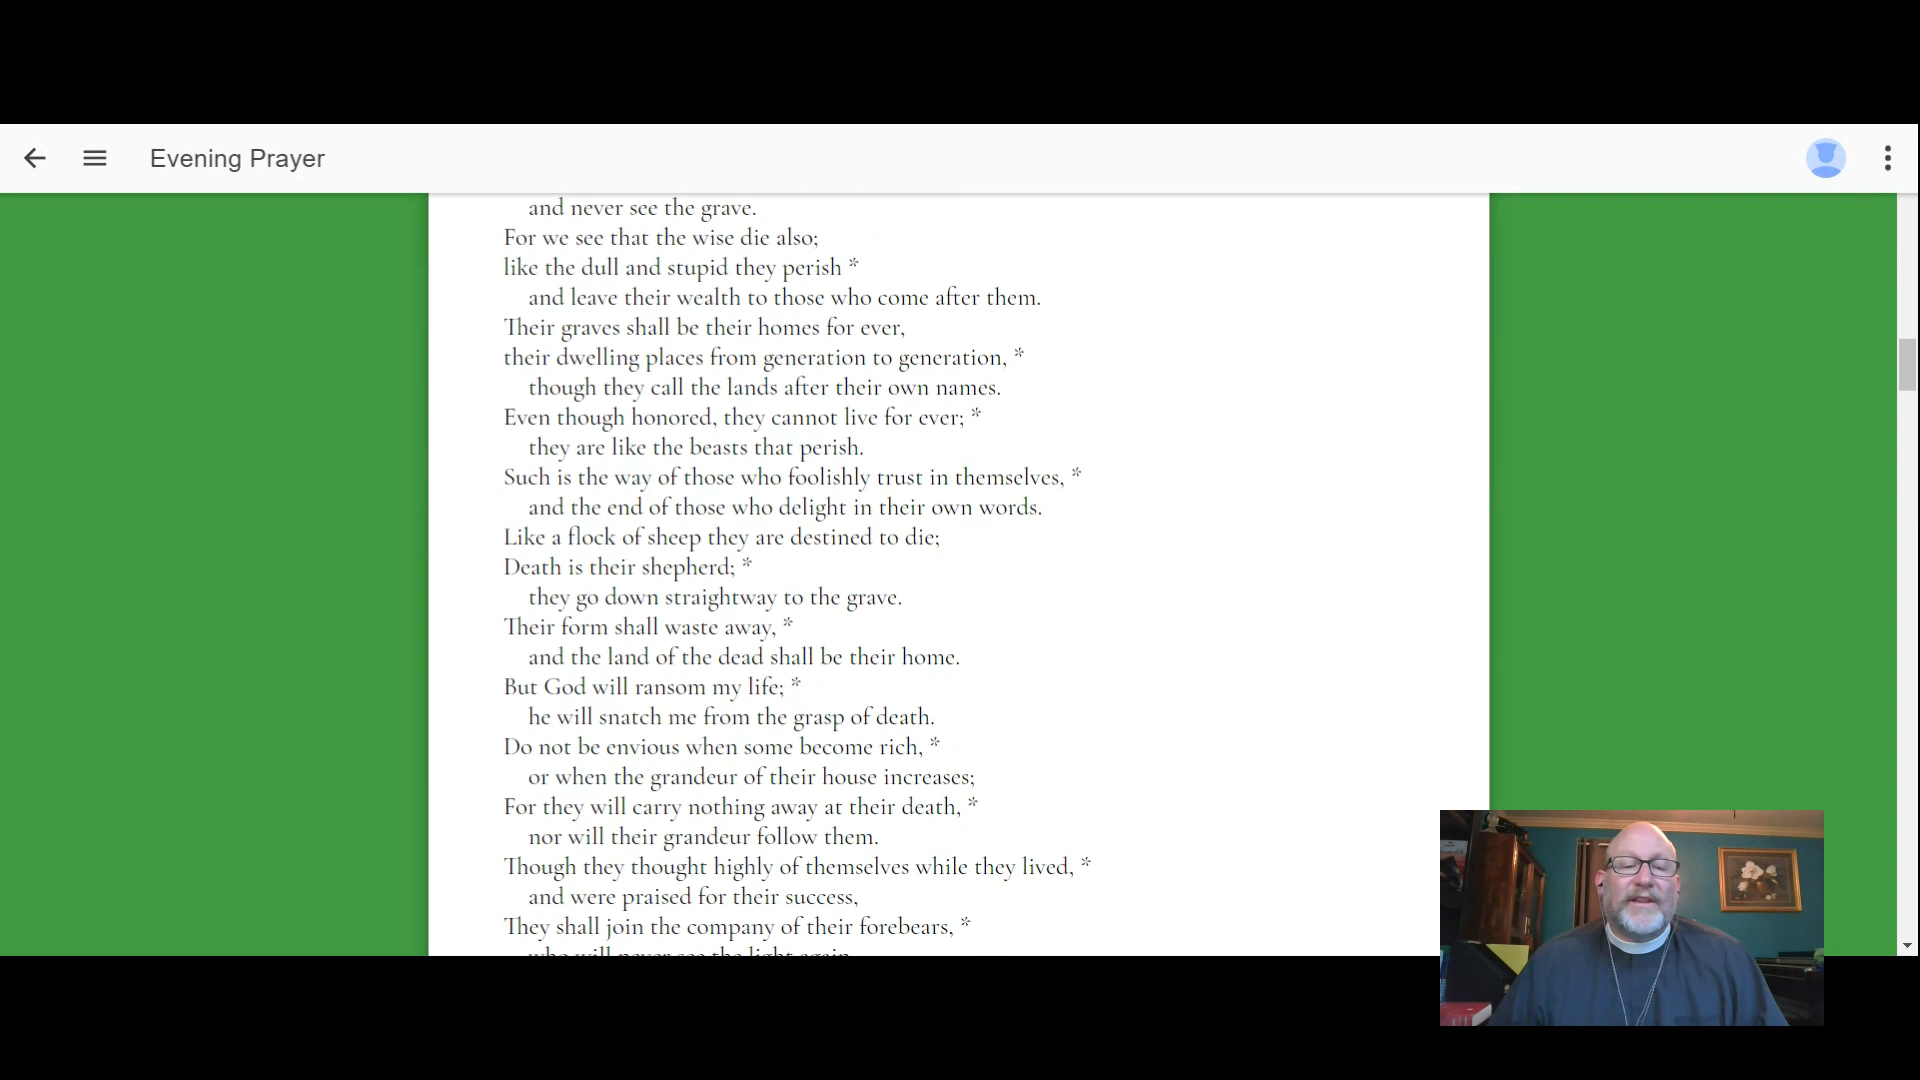 Evening Prayer
and never see the grave.
For we see that the wise die also;
like the dull and stupid they perish *
and leave their wealth to those who come after them.
Their graves shall be their homes for ever,
their dwelling places from generation to generation, *
though they call the lands after their own names.
Even though honored, they cannot live for ever; *
they are like the beasts that perish.
Such is the way of those who foolishly trust in themselves, *
and the end of those who delight in their own words.
Like a flock of sheep they are destined to die;
Death is their shepherd; *
they go down straightway to the grave.
Their form shall waste away, *
and the land of the dead shall be their home.
But God will ransom my life; *
he will snatch me from the grasp of death.
Do not be envious when some become rich, *
or when the grandeur of their house increases;
For they will carry nothing away at their death, *
nor will their grandeur follow them.
Though they thought highly of themselves while they lived, *
and were praised for their success,
They shall join the company of their forebears, *
who will never see the light again